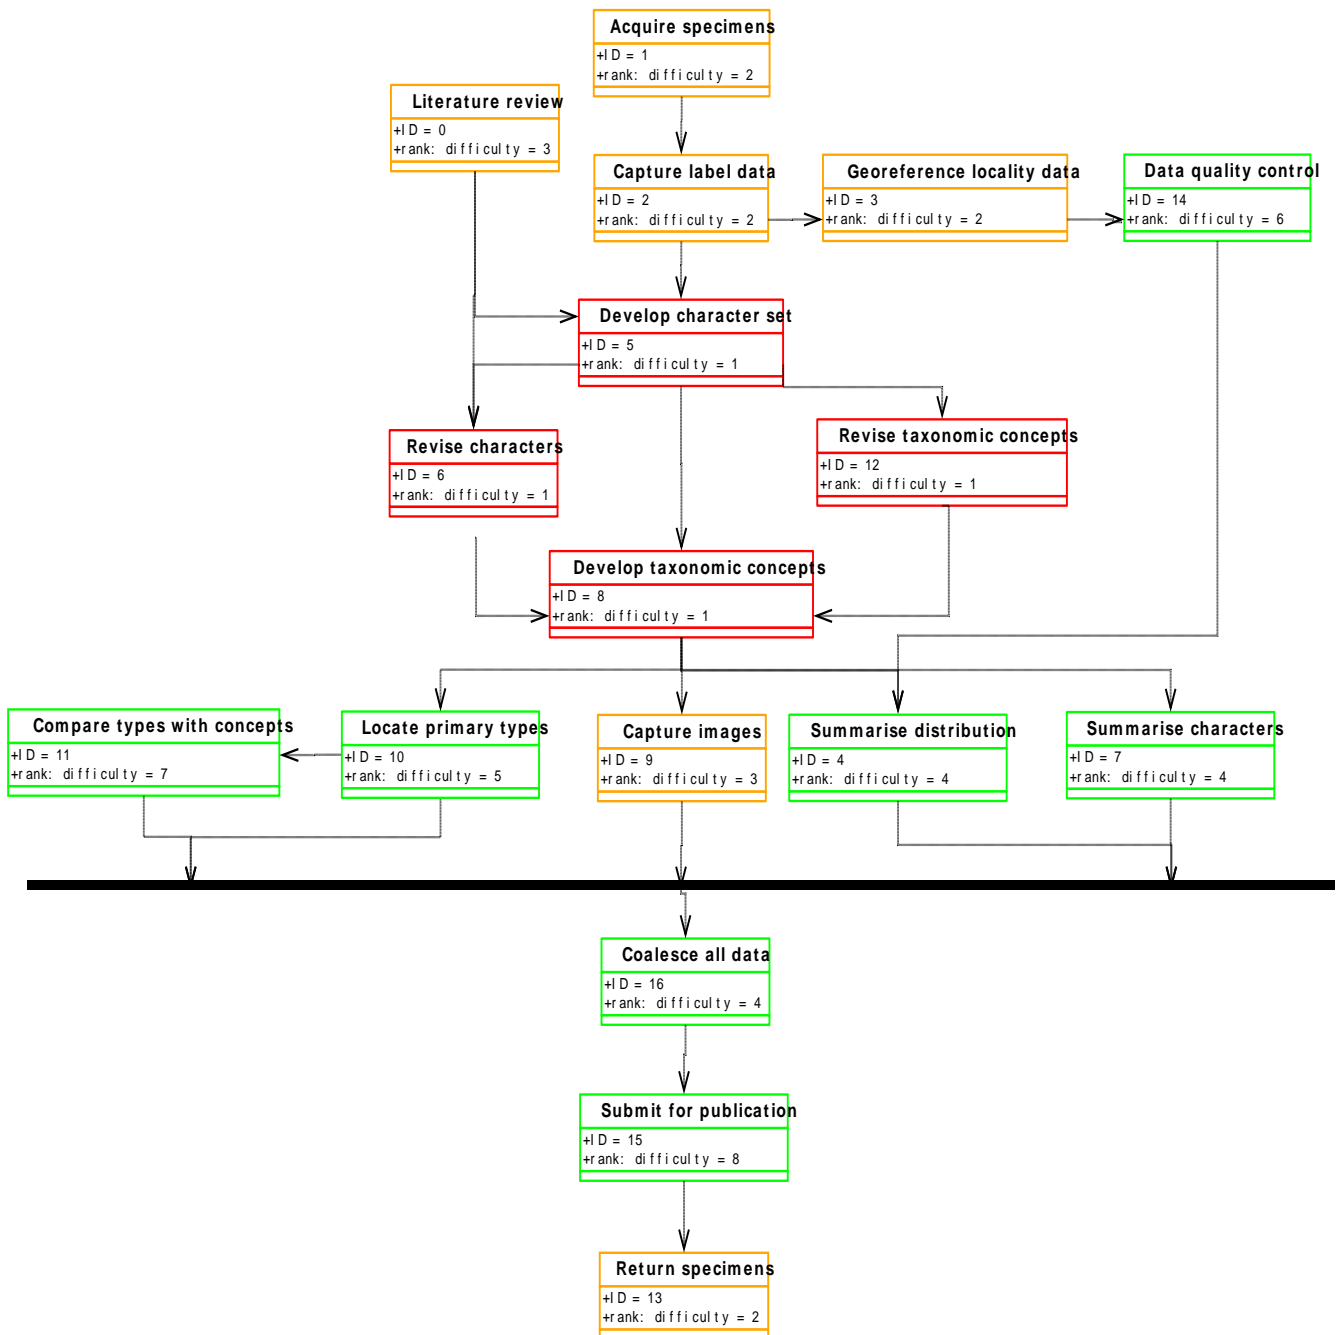 Acquire specimens
+ID = 1
+rank: difficulty = 2
Literature review
+ID = 0
+rank: difficulty = 3
Capture label data
+ID = 2
+rank: difficulty = 2
Georeference locality data
+ID = 3
+rank: difficulty = 2
Data quality control
+ID = 14
+rank: difficulty = 6
Develop character set
+ID = 5
+rank: difficulty = 1
Revise characters
+ID = 6
+rank: difficulty = 1
Revise taxonomic concepts
+ID = 12
+rank: difficulty = 1
Develop taxonomic concepts
+ID = 8
+rank: difficulty = 1
Compare types with concepts
+ID = 11
+rank: difficulty = 7
Locate primary types
+ID = 10
+rank: difficulty = 5
Capture images
+ID = 9
+rank: difficulty = 3
Summarise distribution
+ID = 4
+rank: difficulty = 4
Summarise characters
+ID = 7
+rank: difficulty = 4
Coalesce all data
+ID = 16
+rank: difficulty = 4
Submit for publication
+ID = 15
+rank: difficulty = 8
Return specimens
+ID = 13
+rank: difficulty = 2